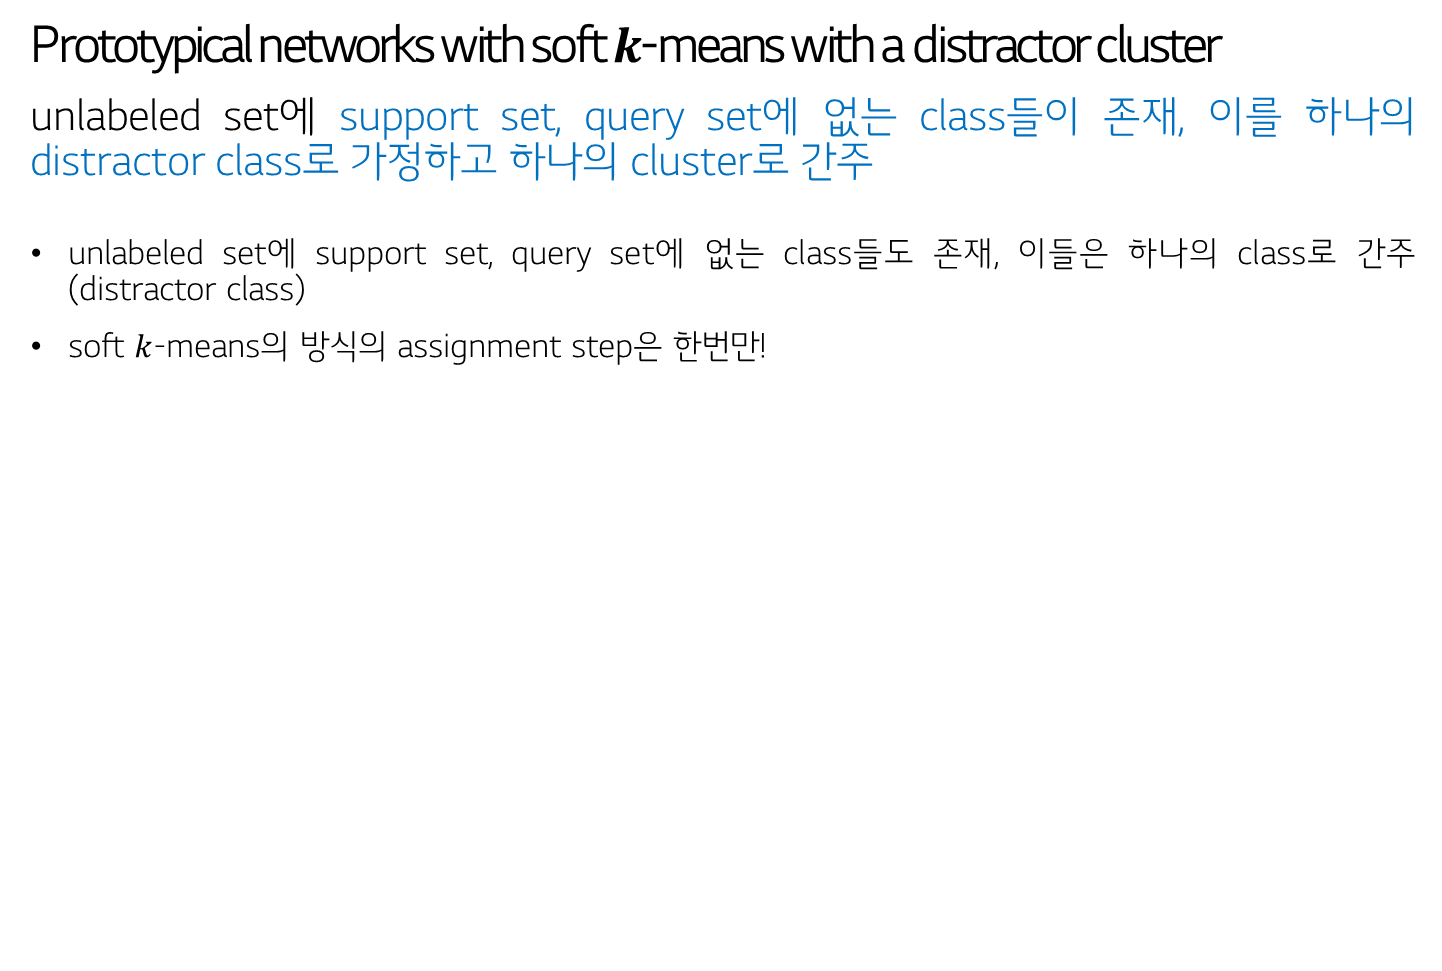 Prototypical networks with soft k-means with a distractor cluster
unlabeled set에 support set, query set에 없는 class들이 존재, 이를 하나의
distractor class로 가정하고 하나의 cluster로 간주
• unlabeled set에 support set, query set에 없는 class들도 존재, 이들은 하나의 class로 간주
(distractor class)
• soft k-means의 방식의 assignment step은 한번만!